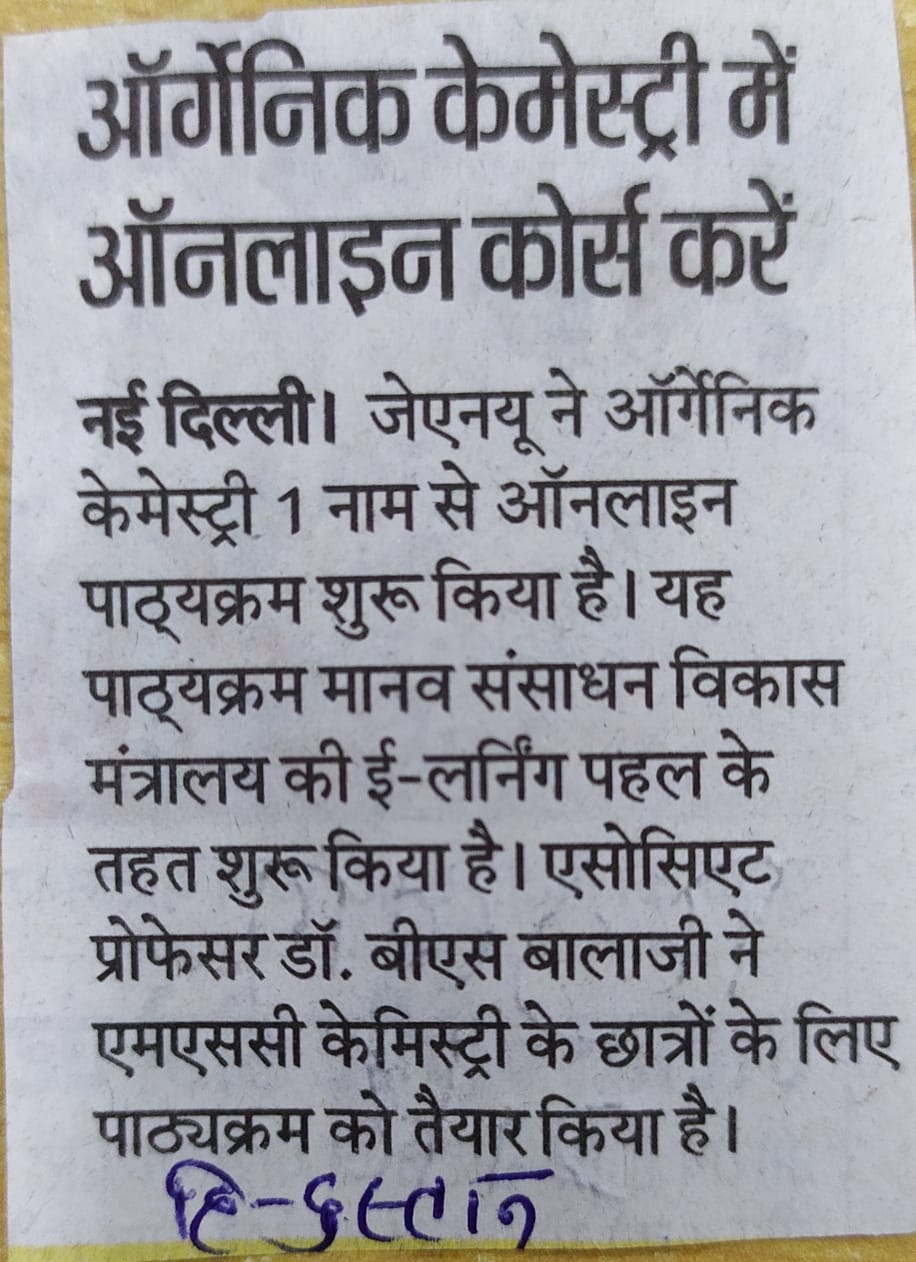 ऑर्गेनिक केमेस्ट्री में
ऑनलाइन कोर्स करें
नई दिल्ली। जेएनयू ने ऑर्गेनिक
केमेस्ट्री 1 नाम से ऑनलाइन
पाठ्यक्रम शुरू किया है। यह
पाठ्यक्रम मानव संसाधन विकास
मंत्रालय की ई-लर्निंग पहल के
तहत शुरू किया है। एसोसिएट
प्रोफेसर डॉ. बीएस बालाजी ने
एमएससी केमिस्ट्री के छात्रों के लिए
पाठ्यक्रम को तैयार किया है।
हिन्दुस्तान